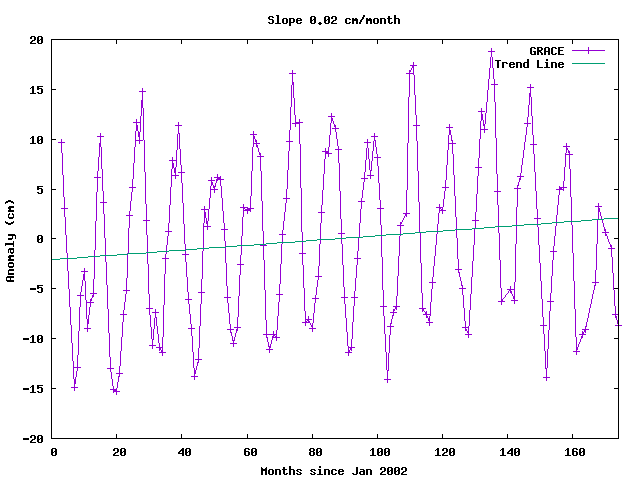 Slope 0.02 cm/month
GRACE
Trend Line
20
15
10
5
0
-5
-10
-15
-20
Anomaly (cm)
0 20 40 60 80 100 120 140 160
Months since Jan 2002